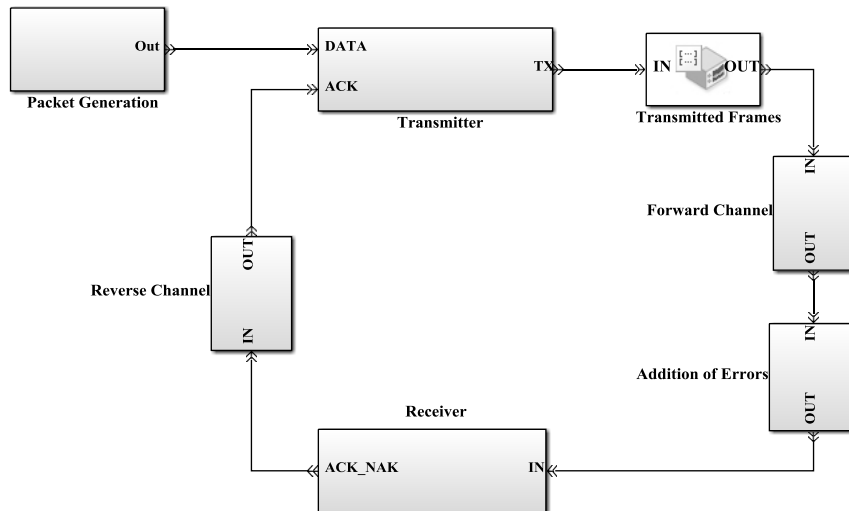 Out
DATA
ACK
TX
IN
[...]
OUT
Packet Generation
Transmitter
Transmitted Frames
IN
Forward Channel
OUT
OUT
Reverse Channel
IN
IN
Addition of Errors
OUT
Receiver
ACK_NAK
IN